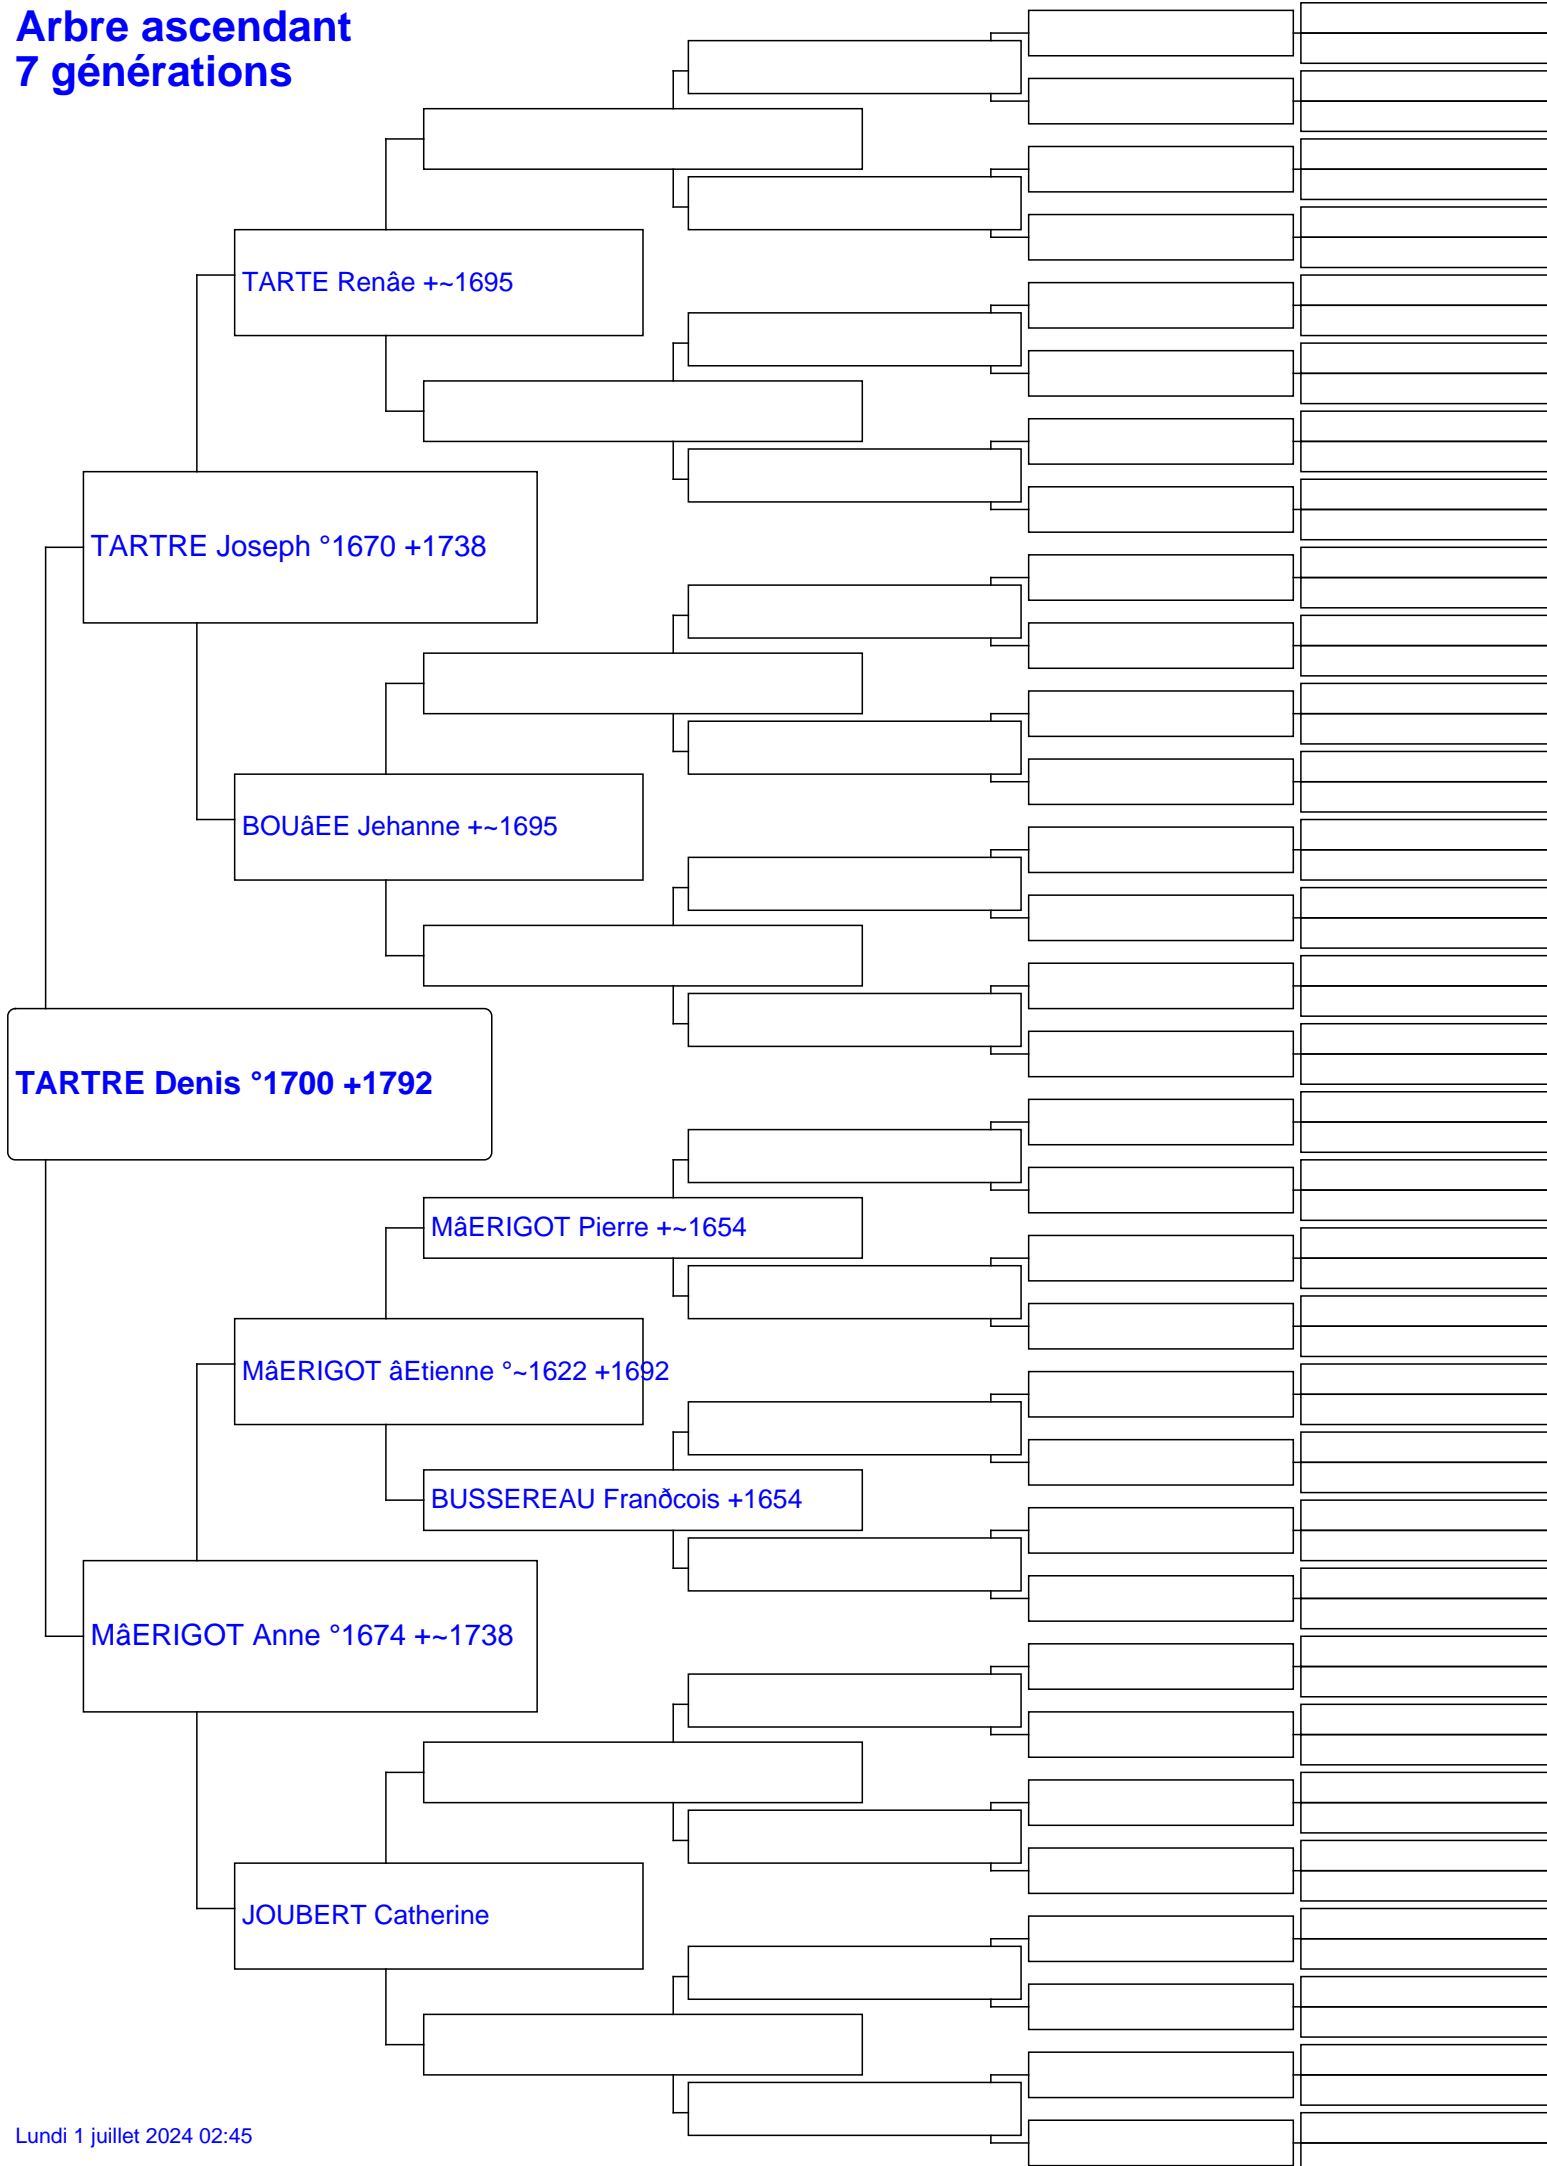 Arbre ascendant
7 générations
TARTE Renâe +~1695
TARTRE Joseph °1670 +1738
BOUâEE Jehanne +~1695
TARTRE Denis °1700 +1792
MâERIGOT Pierre +~1654
MâERIGOT âEtienne °~1622 +1692
BUSSEREAU Franðcois +1654
MâERIGOT Anne °1674 +~1738
JOUBERT Catherine
Lundi 1 juillet 2024 02:45